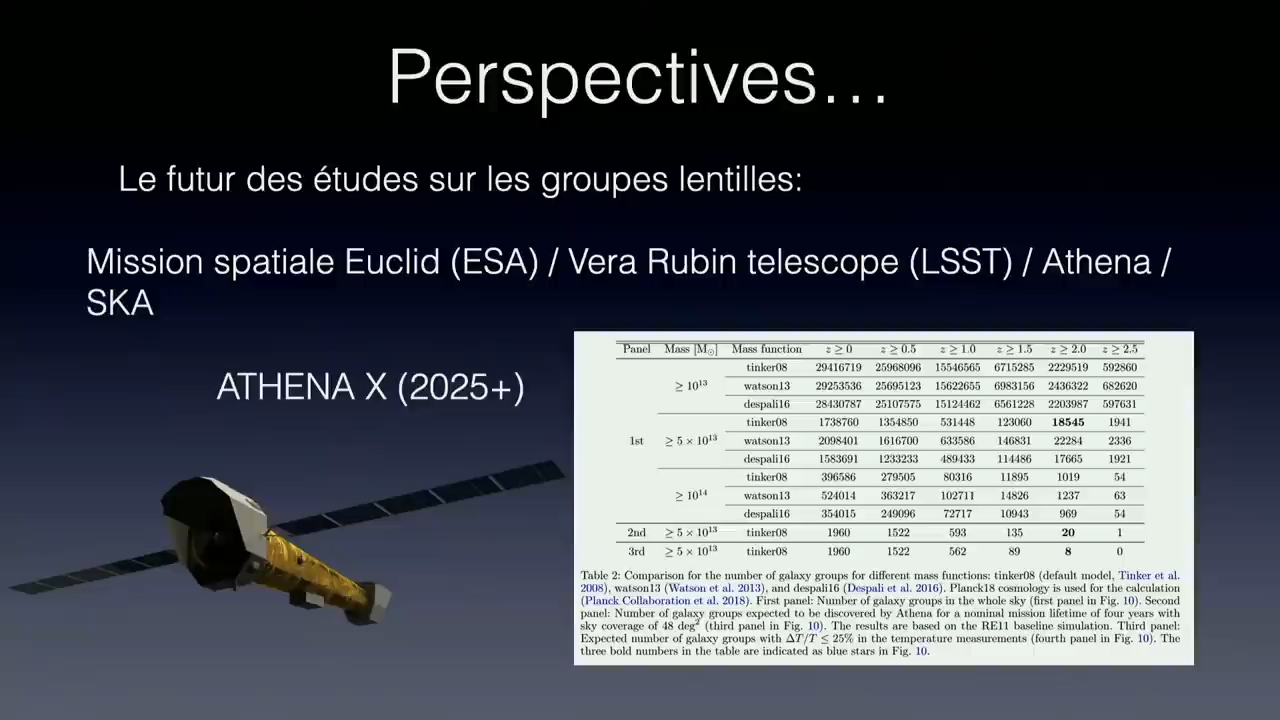 Perspectives…
Le futur des études sur les groupes lentilles:
Mission spatiale Euclid (ESA) / Vera Rubin telescope (LSST) / Athena /
SKA
ATHENA X (2025+)
Panel Mass [M⊙] Mass function z ≥ 0 z ≥ 0.5 z ≥ 1.0 z ≥ 1.5 z ≥ 2.0 z ≥ 2.5
tinker08 29416719 25968096 15546565 6715285 2229519 592860
≥ 10¹³ watson13 29253536 25695123 15622655 6983156 2436322 682620
despali16 28430787 25107575 15124462 6561228 2203987 597631
tinker08 1738760 1354850 531448 123060 18545 1941
1st ≥ 5 × 10¹³ watson13 2098401 1616700 633586 146831 22284 2336
despali16 1583691 1233233 489433 114486 17665 1921
tinker08 396586 279505 80316 11895 1019 54
≥ 10¹⁴ watson13 524014 363217 102711 14826 1237 63
despali16 354015 249096 72717 10943 969 54
2nd ≥ 5 × 10¹³ tinker08 1960 1522 593 135 20 1
3rd ≥ 5 × 10¹³ tinker08 1960 1522 562 89 8 0
Table 2: Comparison for the number of galaxy groups for different mass functions: tinker08 (default model, Tinker et al.
2008), watson13 (Watson et al. 2013), and despali16 (Despali et al. 2016). Planck18 cosmology is used for the calculation
(Planck Collaboration et al. 2018). First panel: Number of galaxy groups in the whole sky (first panel in Fig. 10). Second
panel: Number of galaxy groups expected to be discovered by Athena for a nominal mission lifetime of four years with
sky coverage of 48 deg² (third panel in Fig. 10). The results are based on the RE11 baseline simulation. Third panel:
Expected number of galaxy groups with ΔT/T ≤ 25% in the temperature measurements (fourth panel in Fig. 10). The
three bold numbers in the table are indicated as blue stars in Fig. 10.